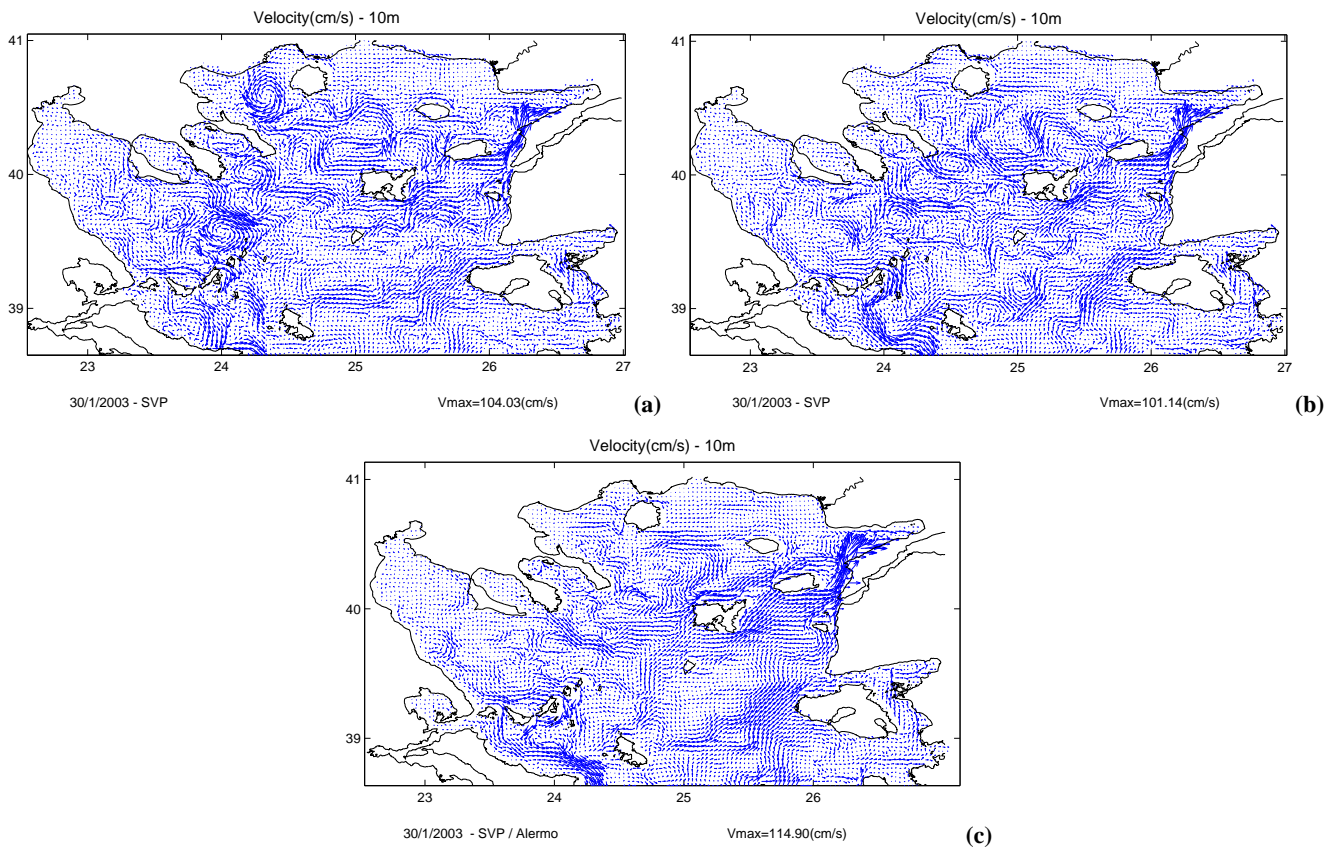 Velocity(cm/s) - 10m
41
40
39
23 24 25 26 27
30/1/2003 - SVP Vmax=104.03(cm/s) (a)
Velocity(cm/s) - 10m
41
40
39
23 24 25 26 27
30/1/2003 - SVP Vmax=101.14(cm/s) (b)
Velocity(cm/s) - 10m
41
40
39
23 24 25 26
30/1/2003 - SVP / Alermo Vmax=114.90(cm/s) (c)